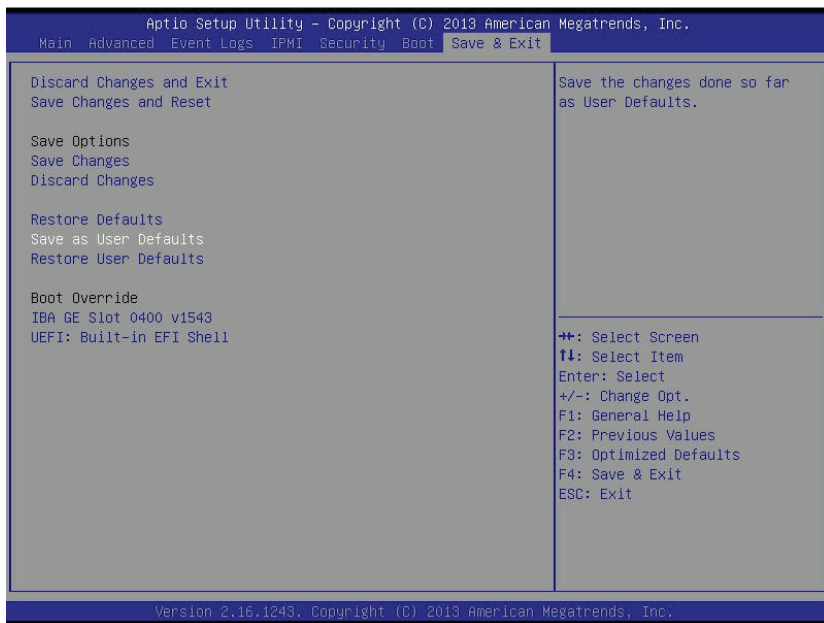 Aptio Setup Utility – Copyright (C) 2013 American Megatrends, Inc.
Main Advanced Event Logs IPMI Security Boot Save & Exit
Discard Changes and Exit
Save Changes and Reset
Save Options
Save Changes
Discard Changes
Restore Defaults
Save as User Defaults
Restore User Defaults
Boot Override
IBA GE Slot 0400 v1543
UEFI: Built-in EFI Shell
Save the changes done so far
as User Defaults.
→←: Select Screen
↑↓: Select Item
Enter: Select
+/-: Change Opt.
F1: General Help
F2: Previous Values
F3: Optimized Defaults
F4: Save & Exit
ESC: Exit
Version 2.16.1243. Copyright (C) 2013 American Megatrends, Inc.